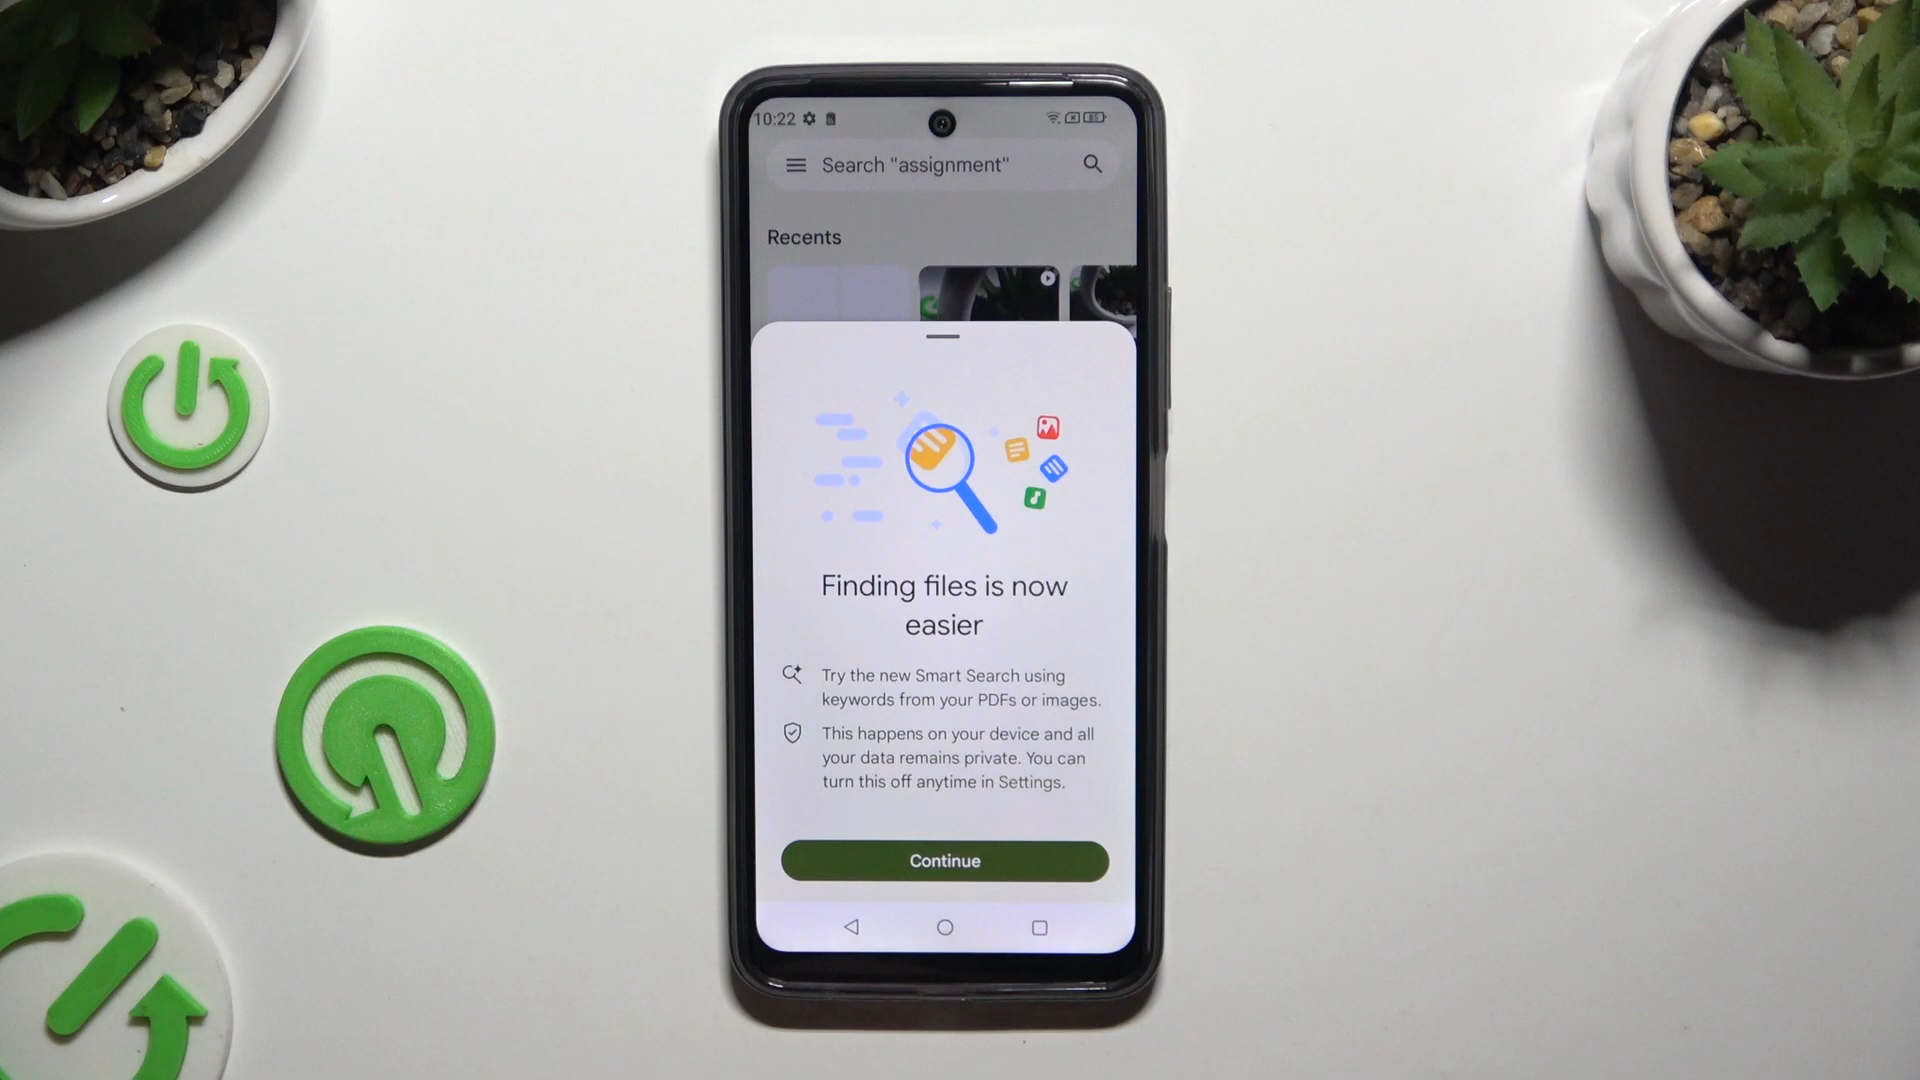 10:22
85
Search "assignment"
Recents
Finding files is now
easier
Try the new Smart Search using
keywords from your PDFs or images.
This happens on your device and all
your data remains private. You can
turn this off anytime in Settings.
Continue